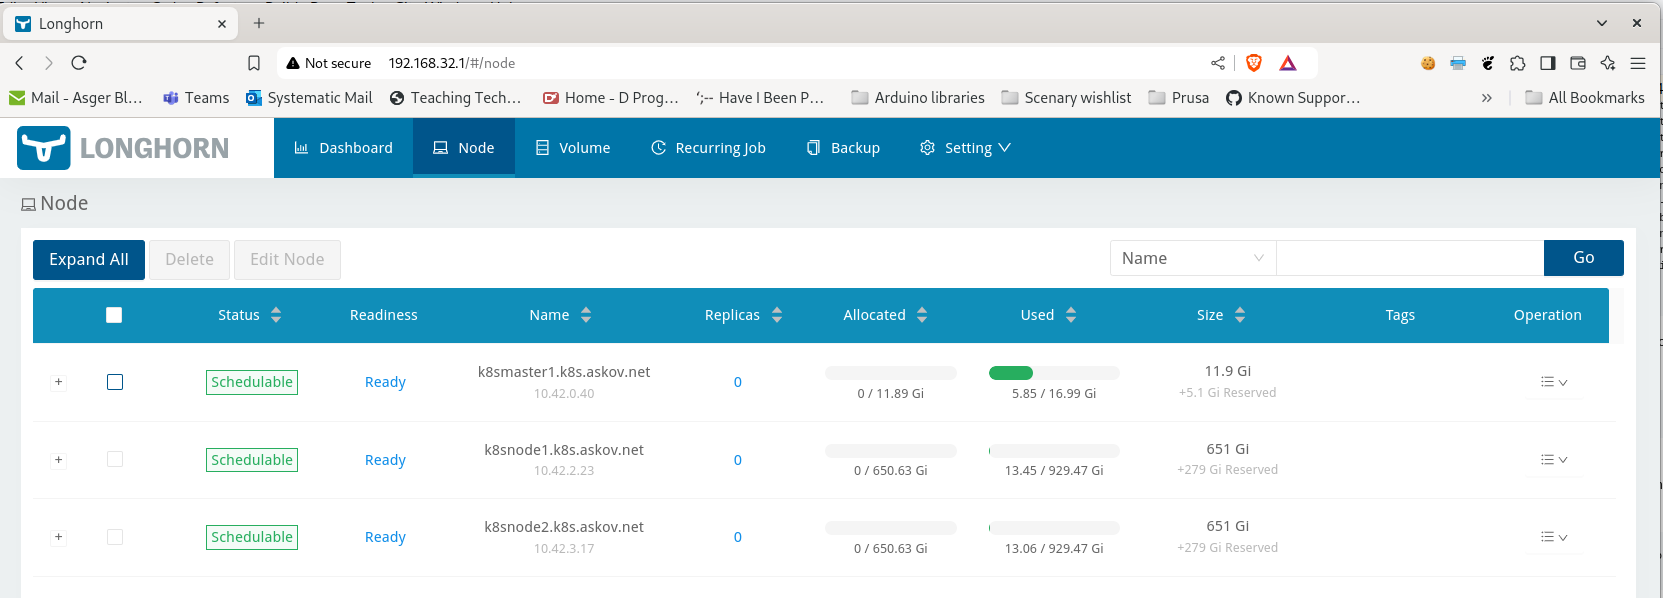 Longhorn
Not secure 192.168.32.1/#/node
Mail - Asger Bl... Teams Systematic Mail Teaching Tech... Home - D Prog... ';-- Have I Been P... Arduino libraries Scenary wishlist Prusa Known Suppor... » All Bookmarks
LONGHORN Dashboard Node Volume Recurring Job Backup Setting
Node
Expand All Delete Edit Node Name Go
Status Readiness Name Replicas Allocated Used Size Tags Operation
Schedulable Ready k8smaster1.k8s.askov.net 0 11.9 Gi
10.42.0.40 0 / 11.89 Gi 5.85 / 16.99 Gi +5.1 Gi Reserved
Schedulable Ready k8snode1.k8s.askov.net 0 651 Gi
10.42.2.23 0 / 650.63 Gi 13.45 / 929.47 Gi +279 Gi Reserved
Schedulable Ready k8snode2.k8s.askov.net 0 651 Gi
10.42.3.17 0 / 650.63 Gi 13.06 / 929.47 Gi +279 Gi Reserved